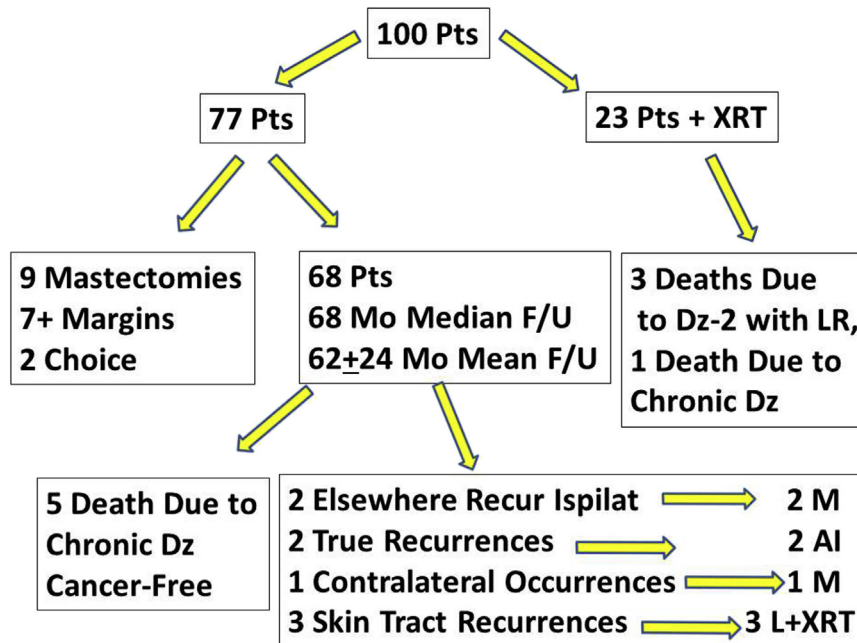 100 Pts
77 Pts
23 Pts + XRT
9 Mastectomies
7+ Margins
2 Choice
68 Pts
68 Mo Median F/U
62+24 Mo Mean F/U
3 Deaths Due
to Dz-2 with LR,
1 Death Due to
Chronic Dz
5 Death Due to
Chronic Dz
Cancer-Free
2 Elsewhere Recur Ispilat 2 M
2 True Recurrences 2 AI
1 Contralateral Occurrences 1 M
3 Skin Tract Recurrences 3 L+XRT